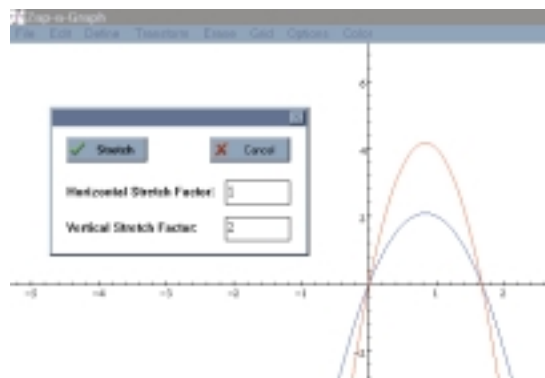 Zap-a-Graph
File Edit Define Transform Erase Grid Options Color
Stretch Cancel
Horizontal Stretch Factor: 1
Vertical Stretch Factor: 2
6
4
2
-5 -4 -3 -2 -1 1 2
-2